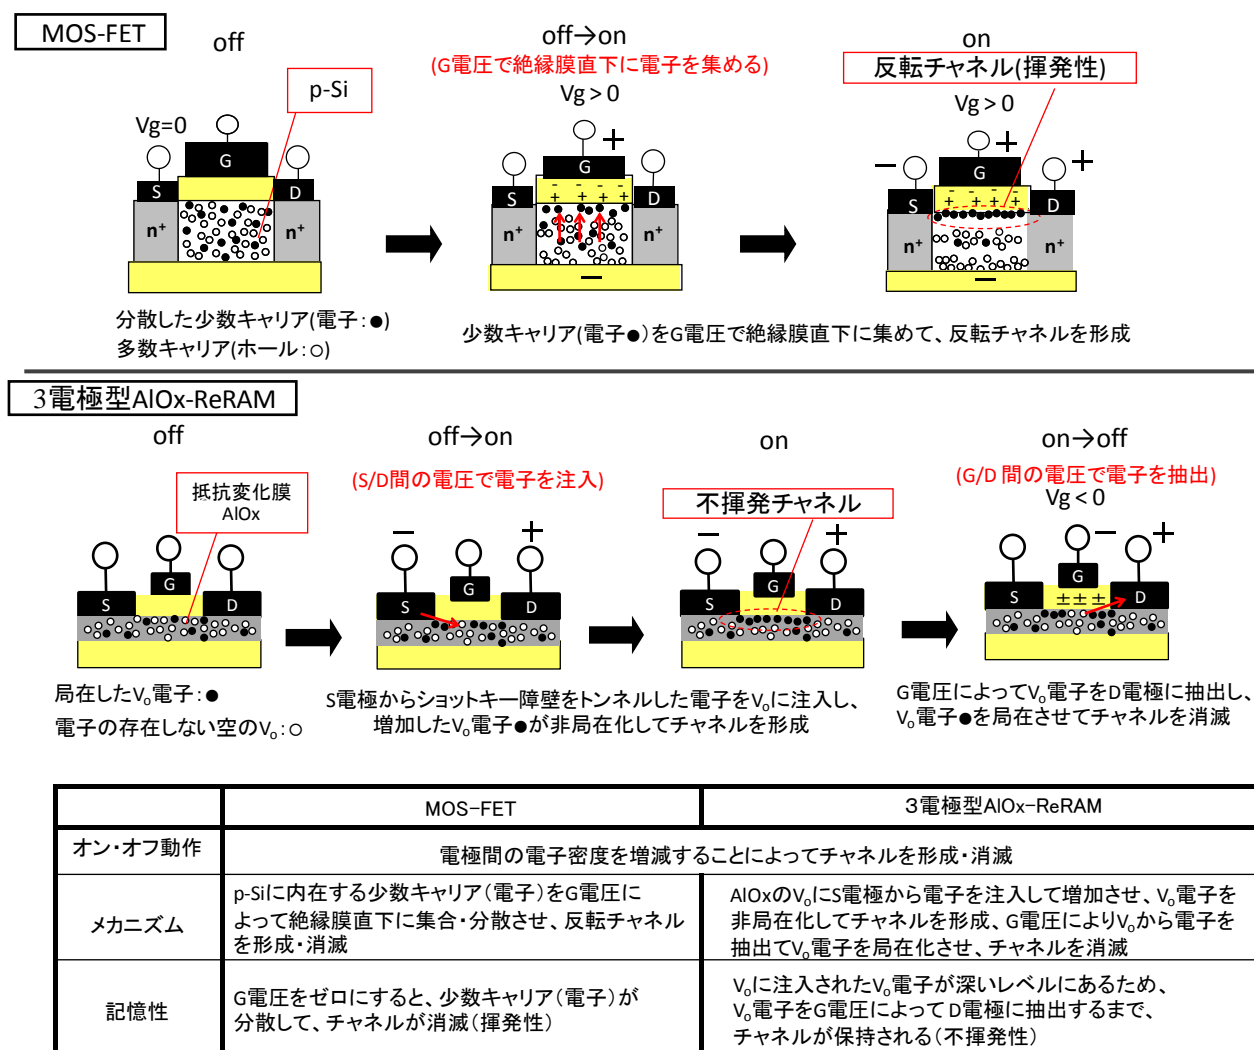 MOS-FET
off
off→on
on
(G電圧で絶縁膜直下に電子を集める)
反転チャネル(揮発性)
p-Si
Vg > 0
Vg > 0
Vg=0
G
S
D
n⁺
n⁺
+
G
S
D
- - - -
+ + + +
n⁺
n⁺
−
−
+
+
G
S
D
- - - -
+ + + +
n⁺
n⁺
−
分散した少数キャリア(電子:●)
多数キャリア(ホール:○)
少数キャリア(電子●)をG電圧で絶縁膜直下に集めて、反転チャネルを形成
3電極型AlOx-ReRAM
off
off→on
on
on→off
(S/D間の電圧で電子を注入)
(G/D 間の電圧で電子を抽出)
Vg < 0
抵抗変化膜
AlOx
不揮発チャネル
G
S
D
−
+
G
S
D
−
+
G
S
D
−
+
G
S
D
±±±
局在したVₒ電子:●
電子の存在しない空のVₒ:○
S電極からショットキー障壁をトンネルした電子をVₒに注入し、
増加したVₒ電子●が非局在化してチャネルを形成
G電圧によってVₒ電子をD電極に抽出し、
Vₒ電子●を局在させてチャネルを消滅
MOS-FET
3電極型AlOx-ReRAM
オン・オフ動作
電極間の電子密度を増減することによってチャネルを形成・消滅
メカニズム
p-Siに内在する少数キャリア(電子)をG電圧に
よって絶縁膜直下に集合・分散させ、反転チャネル
を形成・消滅
AlOxのVₒにS電極から電子を注入して増加させ、Vₒ電子を
非局在化してチャネルを形成、G電圧によりVₒから電子を
抽出てVₒ電子を局在化させ、チャネルを消滅
記憶性
G電圧をゼロにすると、少数キャリア(電子)が
分散して、チャネルが消滅(揮発性)
Vₒに注入されたVₒ電子が深いレベルにあるため、
Vₒ電子をG電圧によって D電極に抽出するまで、
チャネルが保持される(不揮発性)